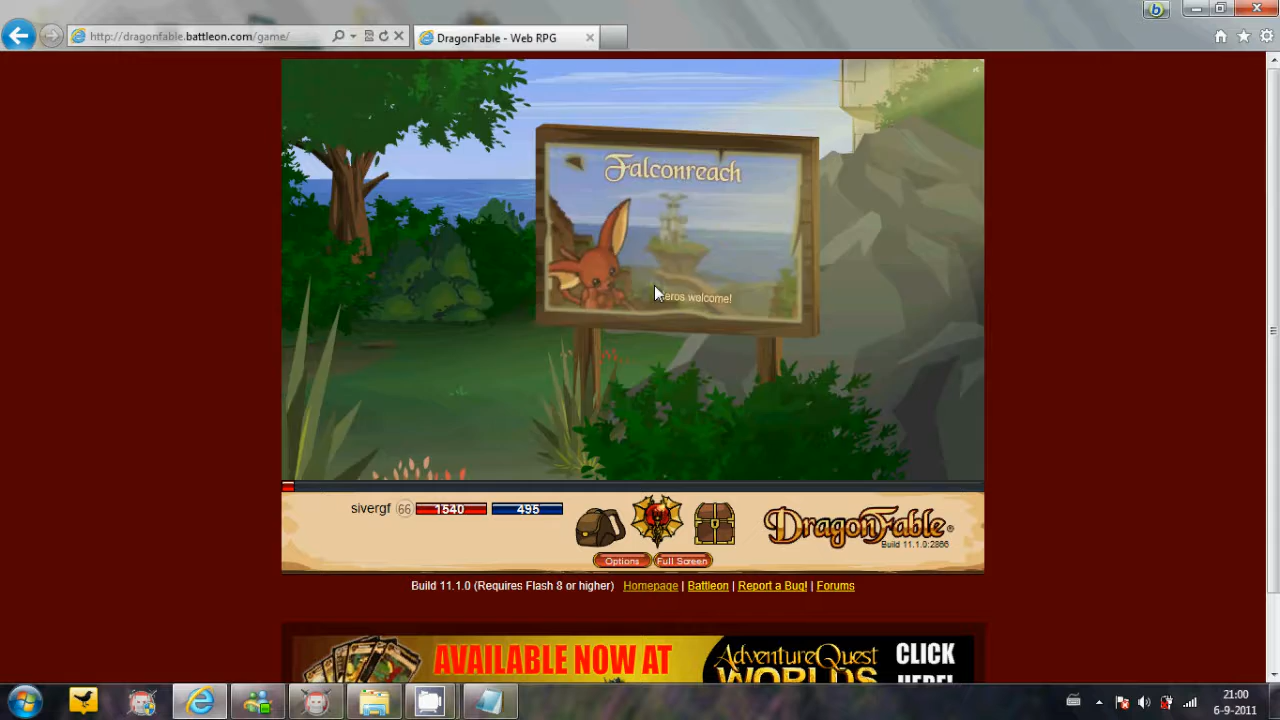 http://dragonfable.battleon.com/game/
DragonFable - Web RPG
Falconreach
eros welcome!
sivergf 66 1540 495
DragonFable
Build 11.1.0:2866
Options Full Screen
Build 11.1.0 (Requires Flash 8 or higher) Homepage | Battleon | Report a Bug! | Forums
AVAILABLE NOW AT AdventureQuest WORLDS CLICK HERE!
21:00
6-9-2011